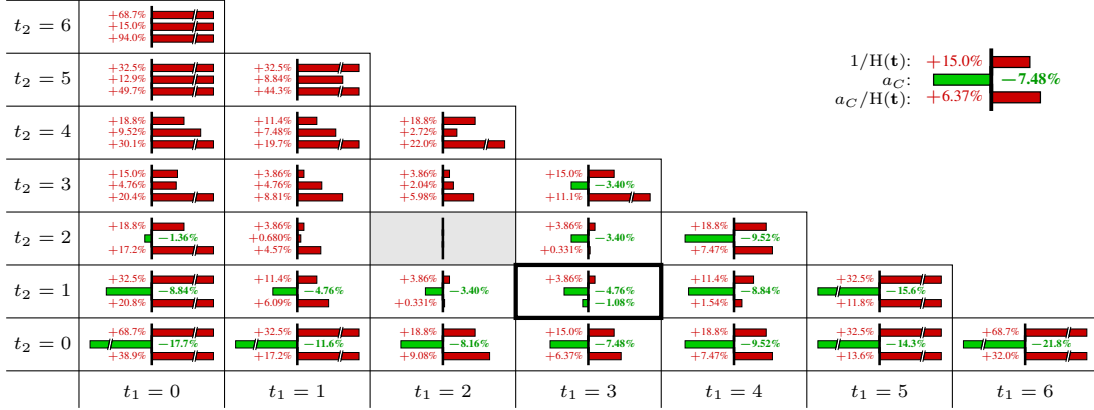 t₂ = 6
+68.7%
+15.0%
+94.0%
1/H(t): +15.0%
a_C: −7.48%
a_C/H(t): +6.37%
t₂ = 5
+32.5% +32.5%
+12.9% +8.84%
+49.7% +44.3%
t₂ = 4
+18.8% +11.4% +18.8%
+9.52% +7.48% +2.72%
+30.1% +19.7% +22.0%
t₂ = 3
+15.0% +3.86% +3.86% +15.0%
+4.76% +4.76% +2.04% −3.40%
+20.4% +8.81% +5.98% +11.1%
t₂ = 2
+18.8% +3.86% +3.86% +18.8%
−1.36% +0.680% −3.40% −9.52%
+17.2% +4.57% +0.331% +7.47%
t₂ = 1
+32.5% +11.4% +3.86% +3.86% +11.4% +32.5%
−8.84% −4.76% −3.40% −4.76% −8.84% −15.6%
+20.8% +6.09% +0.331% −1.08% +1.54% +11.8%
t₂ = 0
+68.7% +32.5% +18.8% +15.0% +18.8% +32.5% +68.7%
−17.7% −11.6% −8.16% −7.48% −9.52% −14.3% −21.8%
+38.9% +17.2% +9.08% +6.37% +7.47% +13.6% +32.0%
t₁ = 0 t₁ = 1 t₁ = 2 t₁ = 3 t₁ = 4 t₁ = 5 t₁ = 6